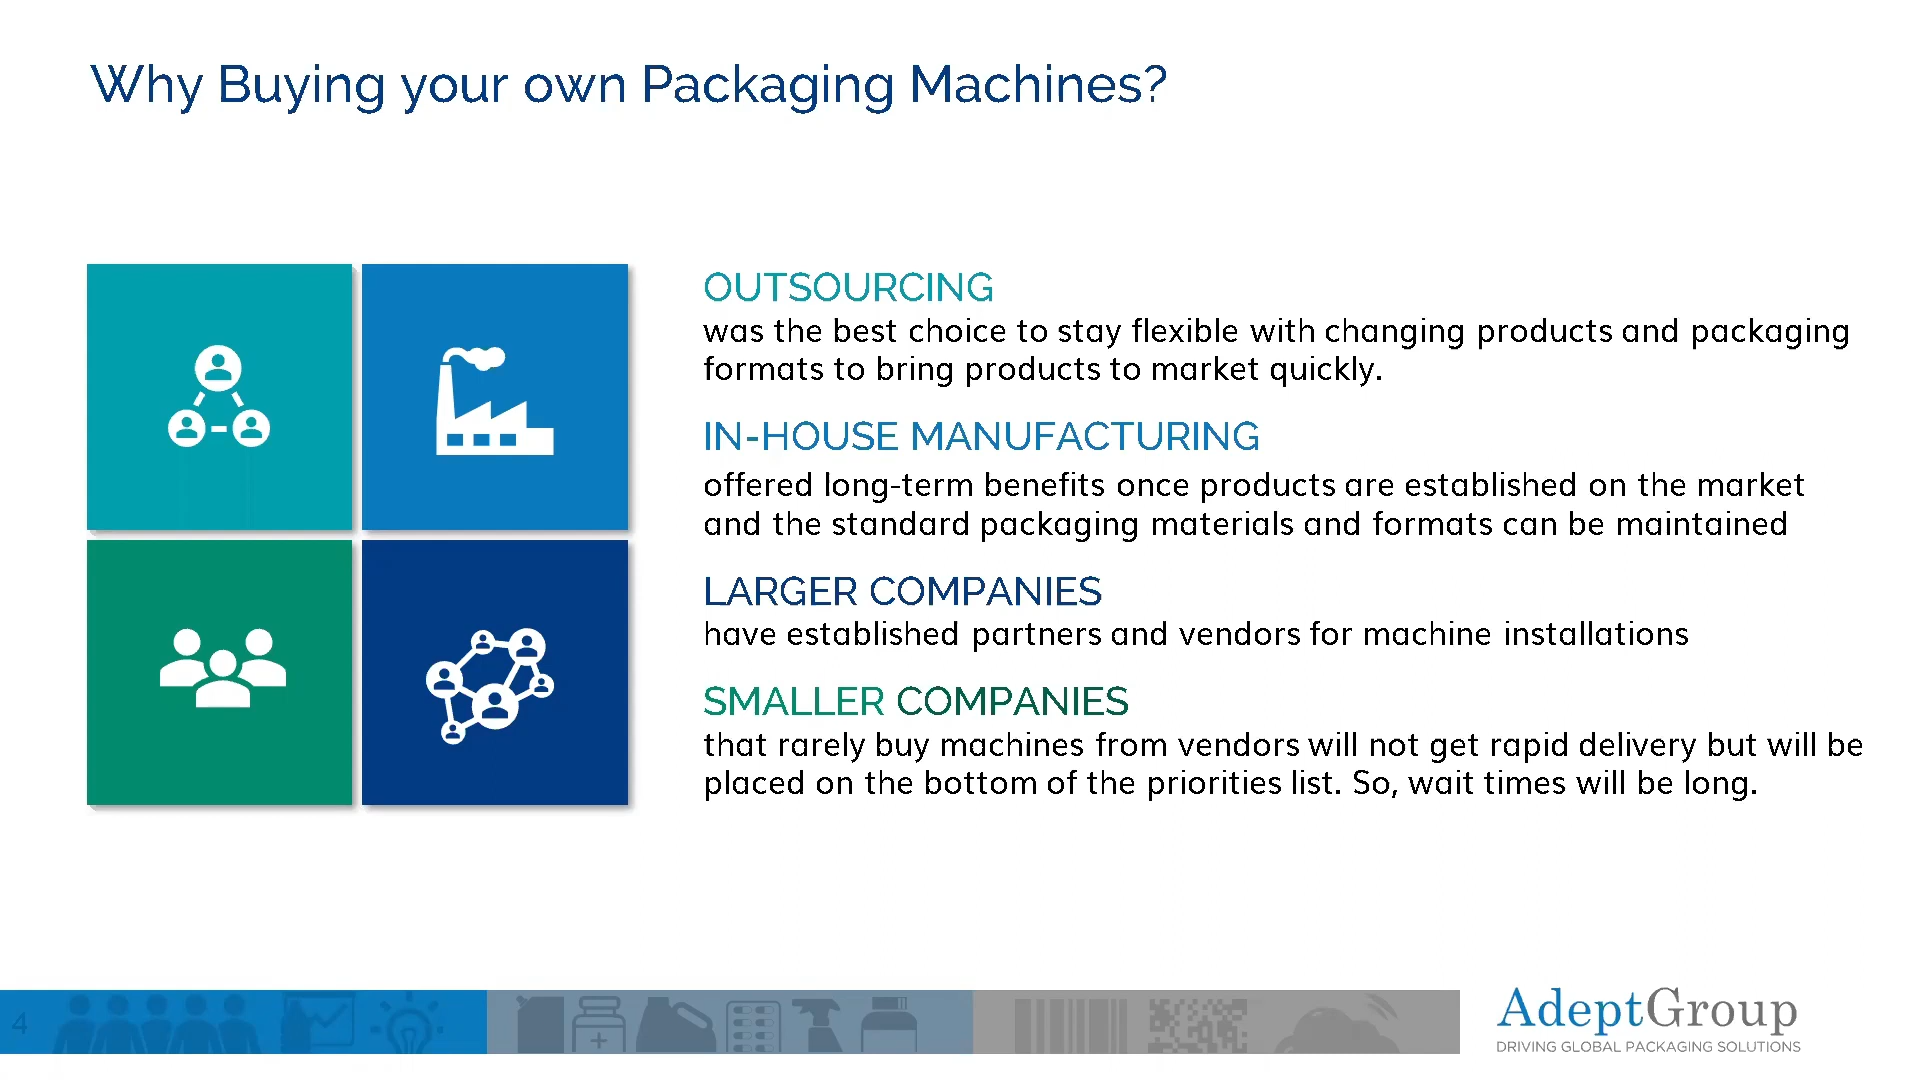 Why Buying your own Packaging Machines?
OUTSOURCING
was the best choice to stay flexible with changing products and packaging
formats to bring products to market quickly.
IN-HOUSE MANUFACTURING
offered long-term benefits once products are established on the market
and the standard packaging materials and formats can be maintained
LARGER COMPANIES
have established partners and vendors for machine installations
SMALLER COMPANIES
that rarely buy machines from vendors will not get rapid delivery but will be
placed on the bottom of the priorities list. So, wait times will be long.
4
AdeptGroup
DRIVING GLOBAL PACKAGING SOLUTIONS